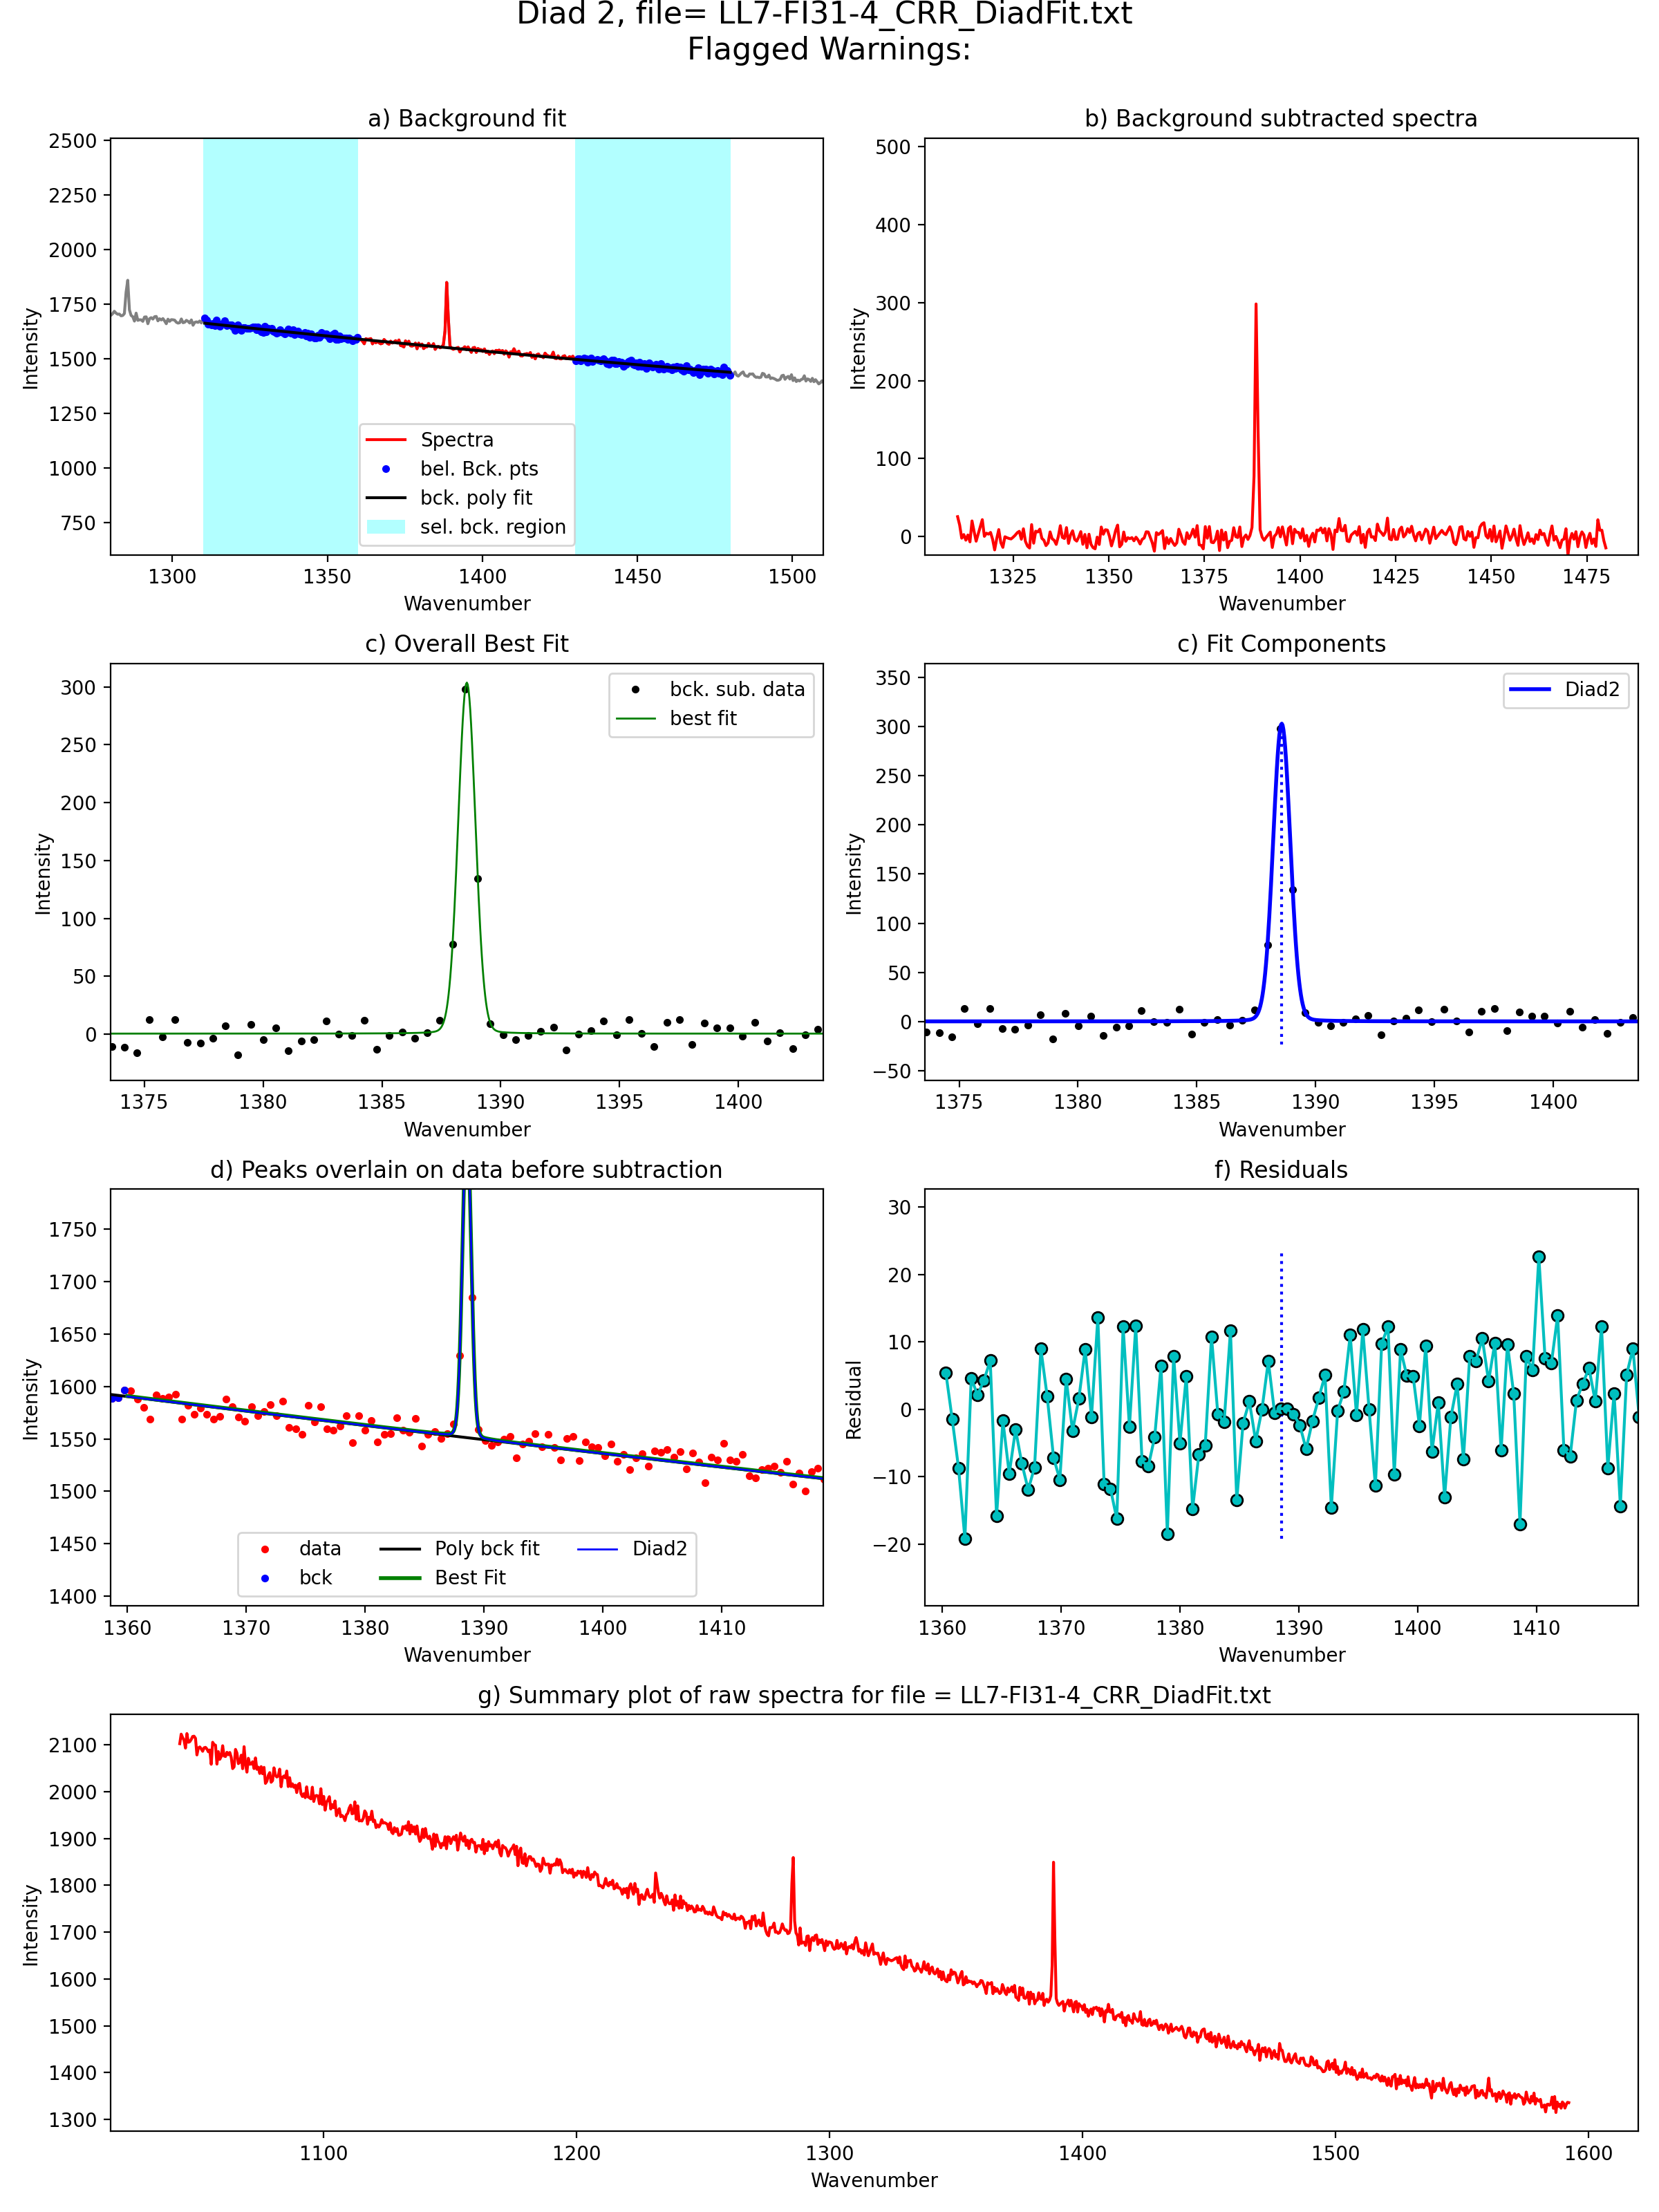 Diad 2, file= LL7-FI31-4_CRR_DiadFit.txt
Flagged Warnings:
a) Background fit
2500
2250
2000
1750
1500
1250
1000
750
Intensity
Spectra
bel. Bck. pts
bck. poly fit
sel. bck. region
1300 1350 1400 1450 1500
Wavenumber
b) Background subtracted spectra
500
400
300
200
100
0
Intensity
1325 1350 1375 1400 1425 1450 1475
Wavenumber
c) Overall Best Fit
300
250
200
150
100
50
0
Intensity
bck. sub. data
best fit
1375 1380 1385 1390 1395 1400
Wavenumber
c) Fit Components
350
300
250
200
150
100
50
0
−50
Intensity
Diad2
1375 1380 1385 1390 1395 1400
Wavenumber
d) Peaks overlain on data before subtraction
1750
1700
1650
1600
1550
1500
1450
1400
Intensity
data Poly bck fit Diad2
bck Best Fit
1360 1370 1380 1390 1400 1410
Wavenumber
f) Residuals
30
20
10
0
−10
−20
Residual
1360 1370 1380 1390 1400 1410
Wavenumber
g) Summary plot of raw spectra for file = LL7-FI31-4_CRR_DiadFit.txt
2100
2000
1900
1800
1700
1600
1500
1400
1300
Intensity
1100 1200 1300 1400 1500 1600
Wavenumber